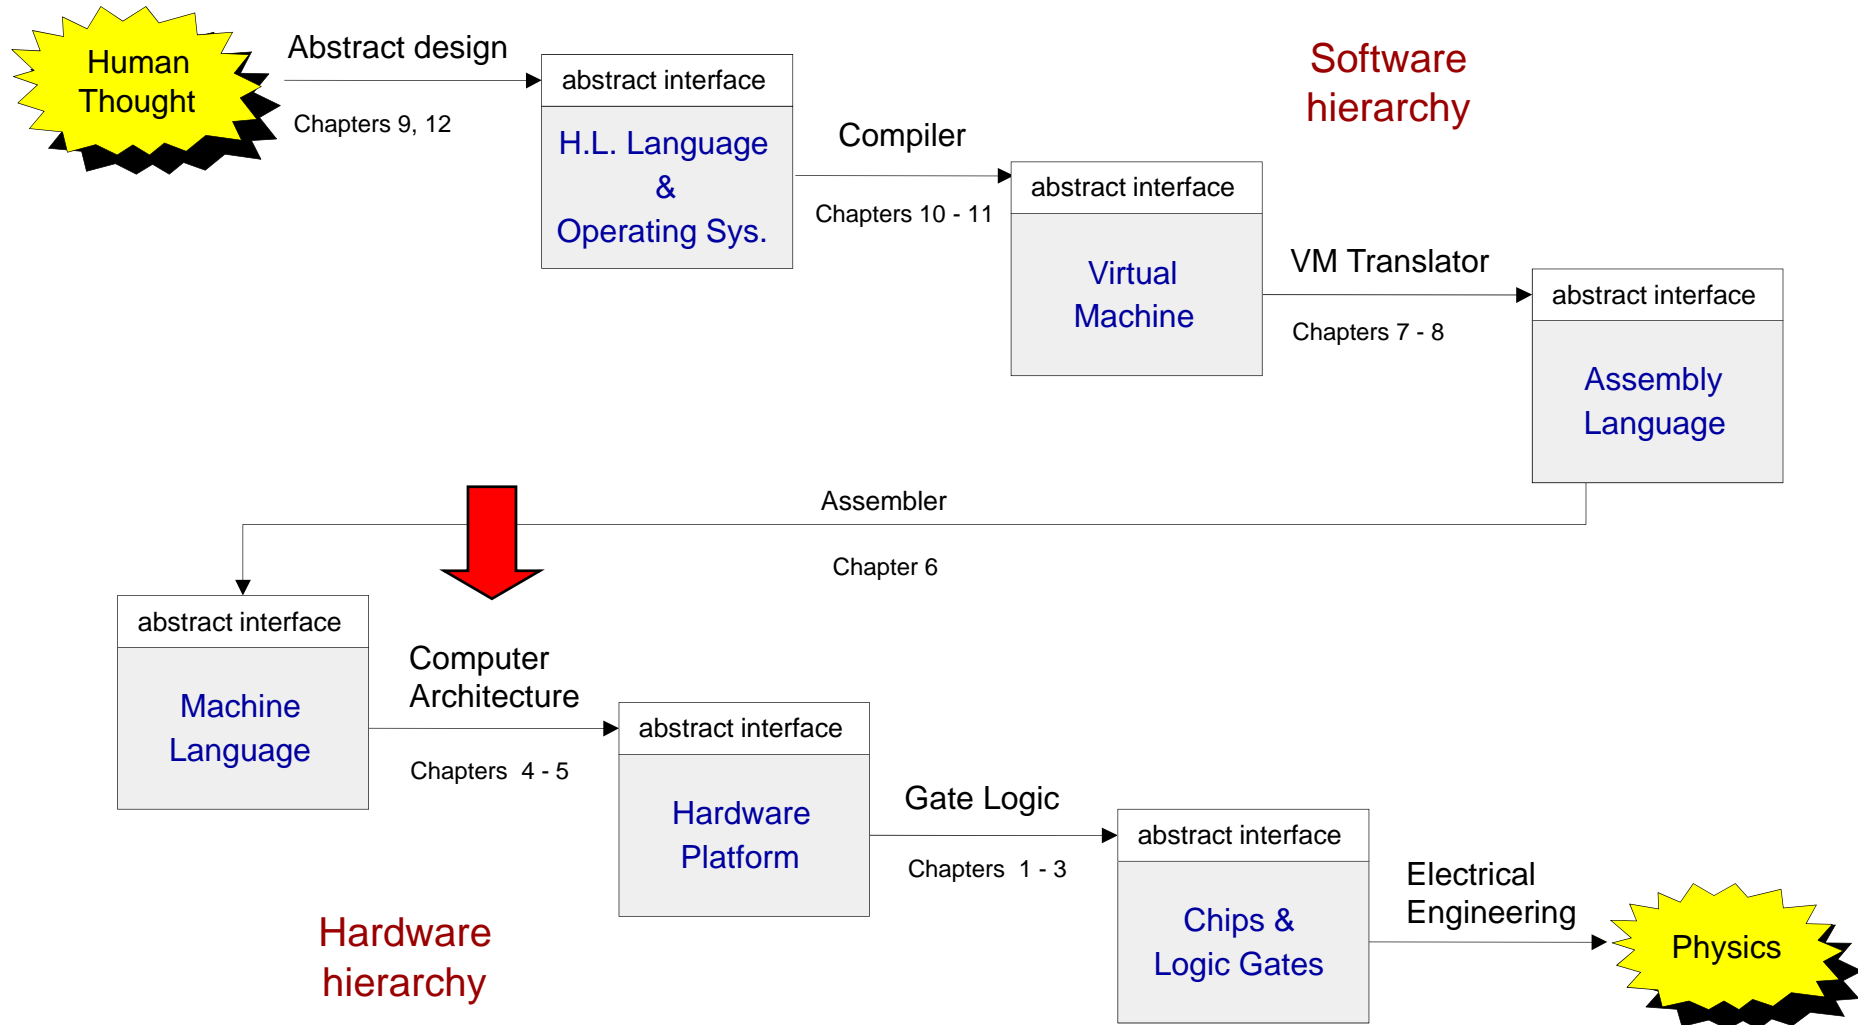 Human
Thought
Abstract design
Chapters 9, 12
abstract interface
H.L. Language
&
Operating Sys.
Compiler
Chapters 10 - 11
abstract interface
Virtual
Machine
Software
hierarchy
VM Translator
Chapters 7 - 8
abstract interface
Assembly
Language
Assembler
Chapter 6
abstract interface
Machine
Language
Computer
Architecture
Chapters  4 - 5
abstract interface
Hardware
Platform
Gate Logic
Chapters  1 - 3
abstract interface
Chips &
Logic Gates
Electrical
Engineering
Physics
Hardware
hierarchy